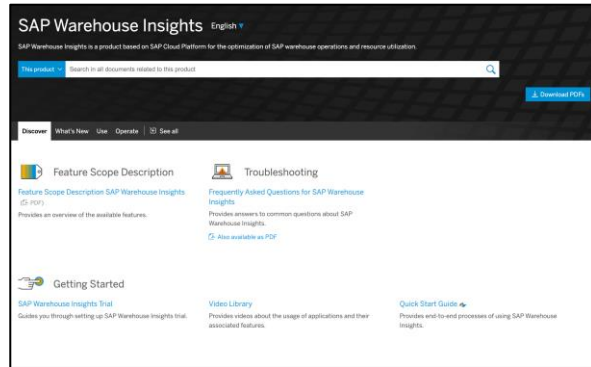 SAP Warehouse Insights English
SAP Warehouse Insights is a product based on SAP Cloud Platform for the optimization of SAP warehouse operations and resource utilization.
This product Search in all documents related to this product
Download PDFs
Discover What's New Use Operate See all
Feature Scope Description
Feature Scope Description SAP Warehouse Insights
(PDF)
Provides an overview of the available features.
Troubleshooting
Frequently Asked Questions for SAP Warehouse
Insights
Provides answers to common questions about SAP
Warehouse Insights.
Also available as PDF
Getting Started
SAP Warehouse Insights Trial
Guides you through setting up SAP Warehouse Insights trial.
Video Library
Provides videos about the usage of applications and their
associated features.
Quick Start Guide
Provides end-to-end processes of using SAP Warehouse
Insights.